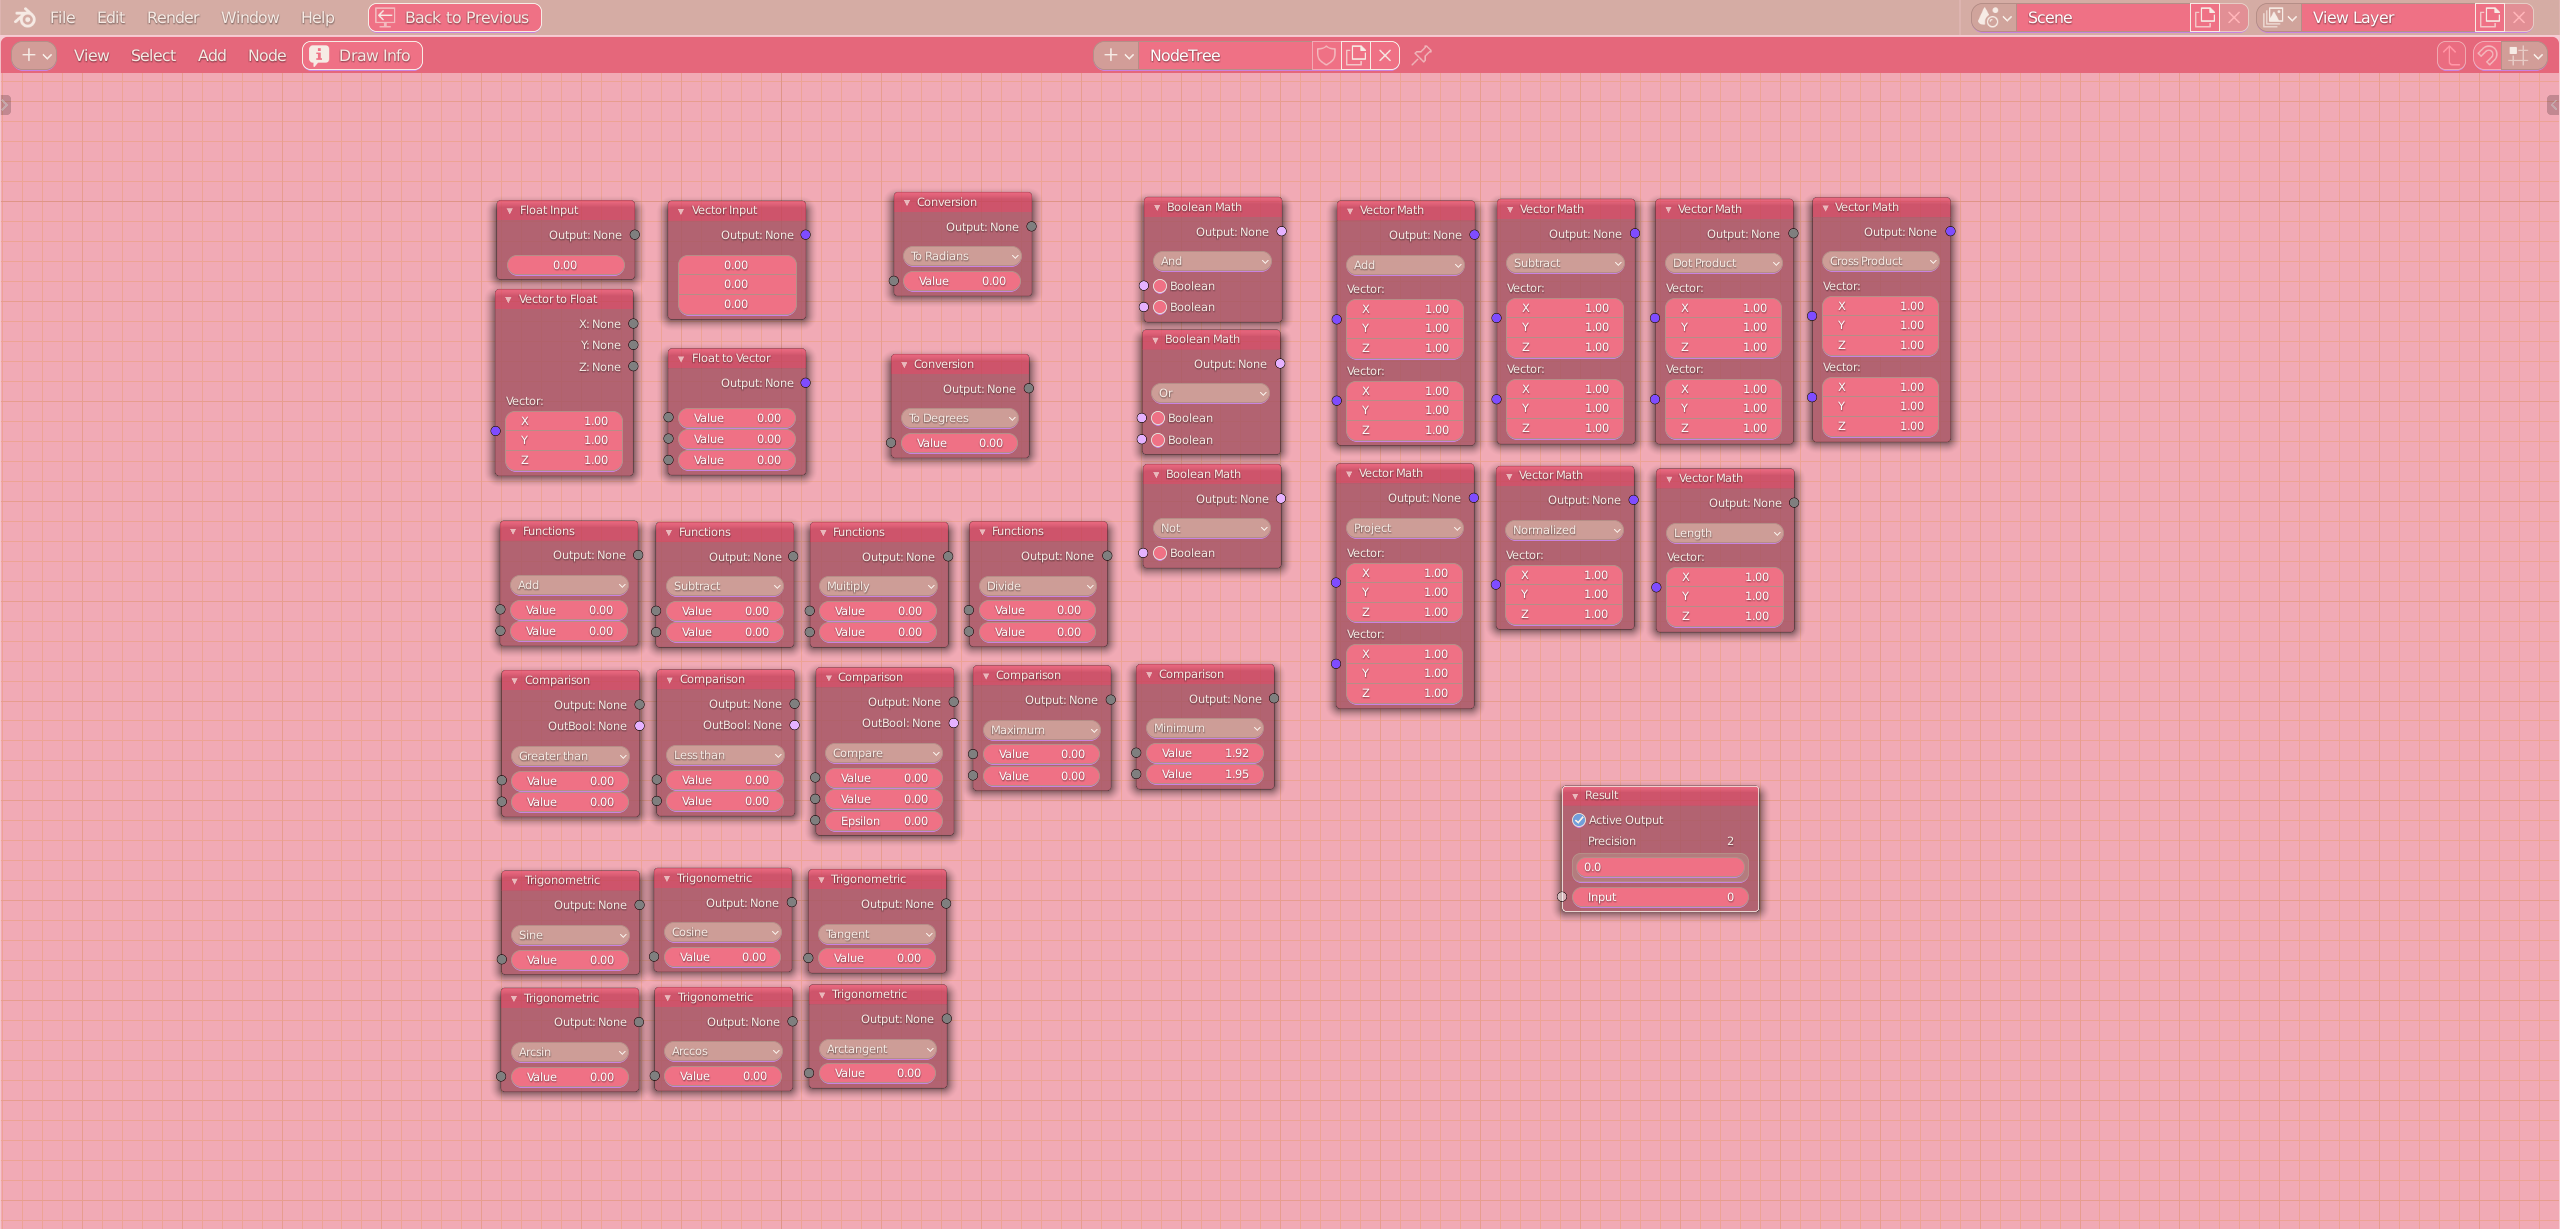 File Edit Render Window Help Back to Previous Scene View Layer
View Select Add Node Draw Info NodeTree
Float Input
Output: None
0.00
Vector Input
Output: None
0.00
0.00
0.00
Conversion
Output: None
To Radians
Value 0.00
Boolean Math
Output: None
And
Boolean
Boolean
Vector Math
Output: None
Add
Vector:
X 1.00
Y 1.00
Z 1.00
Vector:
X 1.00
Y 1.00
Z 1.00
Vector Math
Output: None
Subtract
Vector:
X 1.00
Y 1.00
Z 1.00
Vector:
X 1.00
Y 1.00
Z 1.00
Vector Math
Output: None
Dot Product
Vector:
X 1.00
Y 1.00
Z 1.00
Vector:
X 1.00
Y 1.00
Z 1.00
Vector Math
Output: None
Cross Product
Vector:
X 1.00
Y 1.00
Z 1.00
Vector:
X 1.00
Y 1.00
Z 1.00
Vector to Float
X: None
Y: None
Z: None
Vector:
X 1.00
Y 1.00
Z 1.00
Float to Vector
Output: None
Value 0.00
Value 0.00
Value 0.00
Conversion
Output: None
To Degrees
Value 0.00
Boolean Math
Output: None
Or
Boolean
Boolean
Boolean Math
Output: None
Not
Boolean
Vector Math
Output: None
Project
Vector:
X 1.00
Y 1.00
Z 1.00
Vector:
X 1.00
Y 1.00
Z 1.00
Vector Math
Output: None
Normalized
Vector:
X 1.00
Y 1.00
Z 1.00
Vector Math
Output: None
Length
Vector:
X 1.00
Y 1.00
Z 1.00
Functions
Output: None
Add
Value 0.00
Value 0.00
Functions
Output: None
Subtract
Value 0.00
Value 0.00
Functions
Output: None
Multiply
Value 0.00
Value 0.00
Functions
Output: None
Divide
Value 0.00
Value 0.00
Comparison
Output: None
OutBool: None
Greater than
Value 0.00
Value 0.00
Comparison
Output: None
OutBool: None
Less than
Value 0.00
Value 0.00
Comparison
Output: None
OutBool: None
Compare
Value 0.00
Value 0.00
Epsilon 0.00
Comparison
Output: None
Maximum
Value 0.00
Value 0.00
Comparison
Output: None
Minimum
Value 1.92
Value 1.95
Result
Active Output
Precision 2
0.0
Input 0
Trigonometric
Output: None
Sine
Value 0.00
Trigonometric
Output: None
Cosine
Value 0.00
Trigonometric
Output: None
Tangent
Value 0.00
Trigonometric
Output: None
Arcsin
Value 0.00
Trigonometric
Output: None
Arccos
Value 0.00
Trigonometric
Output: None
Arctangent
Value 0.00